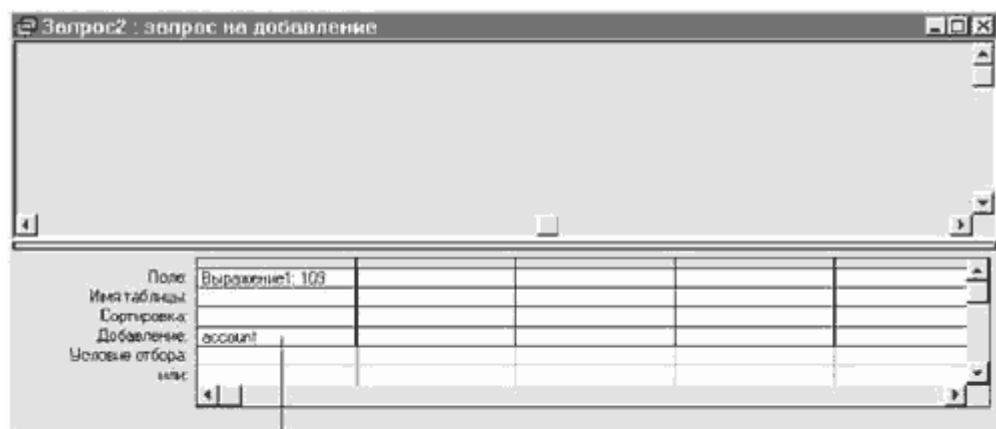 Запрос2 : запрос на добавление
Поле: Выражение1: 109
Имя таблицы:
Сортировка:
Добавление: account
Условие отбора:
или: